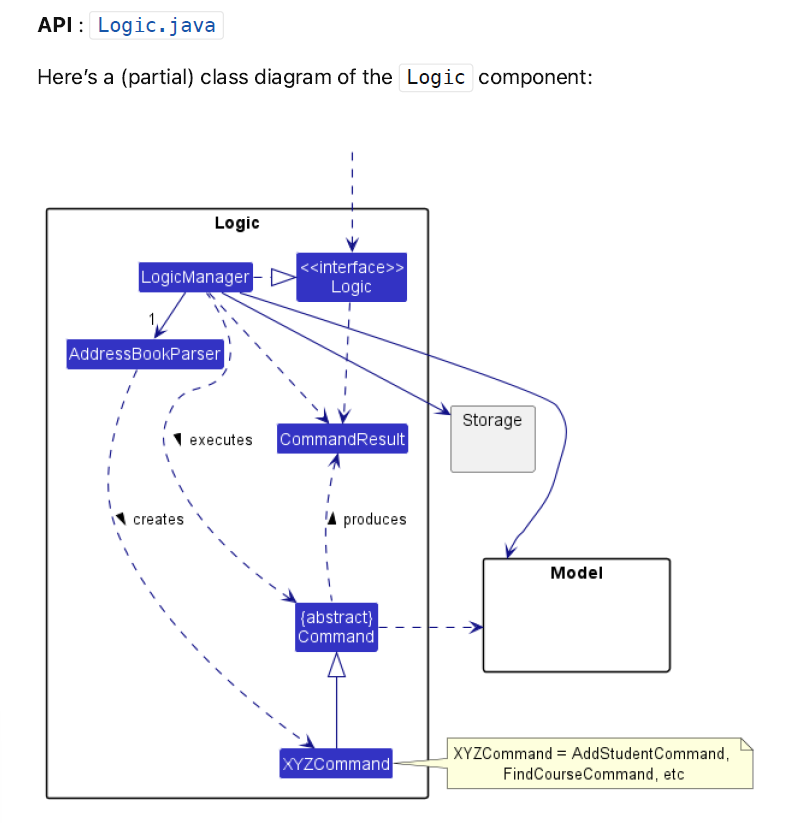 API : Logic.java
Here’s a (partial) class diagram of the Logic component:
Logic
LogicManager
<<interface>>
Logic
1
AddressBookParser
Storage
CommandResult
executes
creates
produces
Model
{abstract}
Command
XYZCommand
XYZCommand = AddStudentCommand,
FindCourseCommand, etc